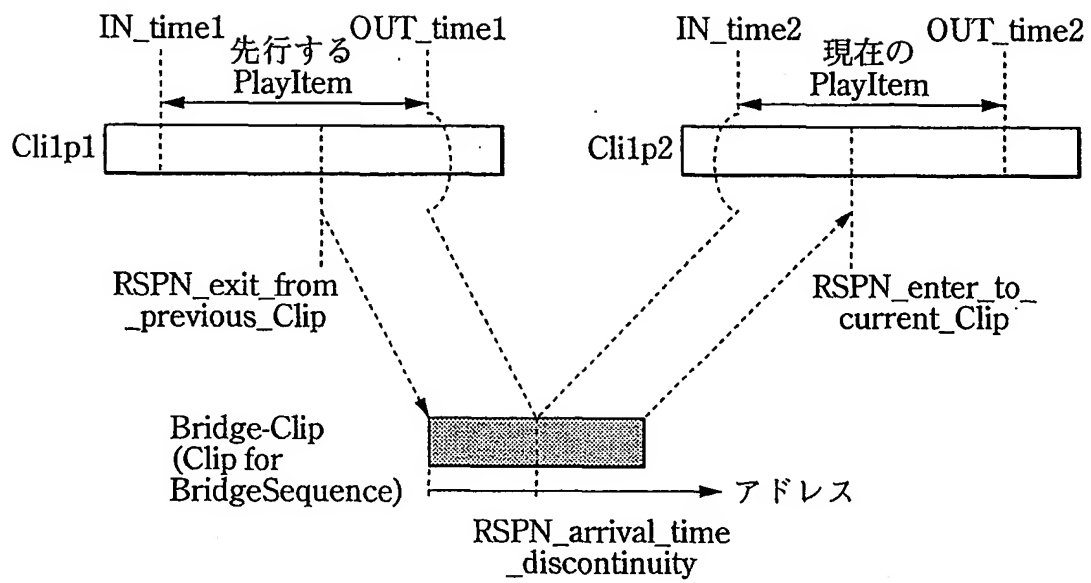 IN_time1
先行する
PlayItem
OUT_time1
IN_time2
現在の
PlayItem
OUT_time2
Cli1p1
Cli1p2
RSPN_exit_from
_previous_Clip
RSPN_enter_to_
current_Clip
Bridge-Clip
(Clip for
BridgeSequence)
アドレス
RSPN_arrival_time
_discontinuity